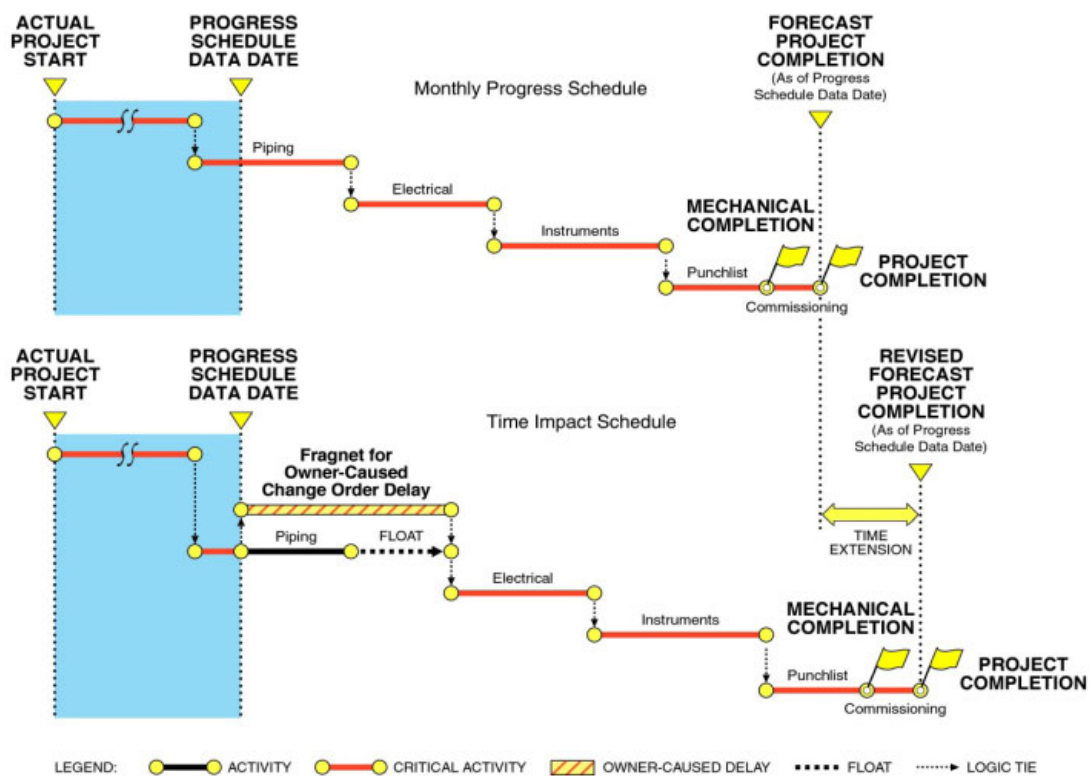 ACTUAL
PROJECT
START
PROGRESS
SCHEDULE
DATA DATE
Monthly Progress Schedule
FORECAST
PROJECT
COMPLETION
(As of Progress
Schedule Data Date)
Piping
Electrical
Instruments
MECHANICAL
COMPLETION
Punchlist
Commissioning
PROJECT
COMPLETION
ACTUAL
PROJECT
START
PROGRESS
SCHEDULE
DATA DATE
Time Impact Schedule
REVISED
FORECAST
PROJECT
COMPLETION
(As of Progress
Schedule Data Date)
Fragnet for
Owner-Caused
Change Order Delay
Piping
FLOAT
TIME
EXTENSION
Electrical
Instruments
MECHANICAL
COMPLETION
Punchlist
Commissioning
PROJECT
COMPLETION
LEGEND: ACTIVITY CRITICAL ACTIVITY OWNER-CAUSED DELAY FLOAT LOGIC TIE